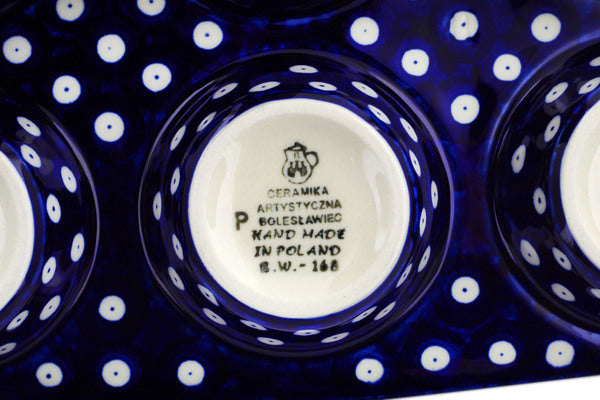 CERAMIKA
ARTYSTYCZNA
P BOLESŁAWIEC
HAND MADE
IN POLAND
G.W.-168